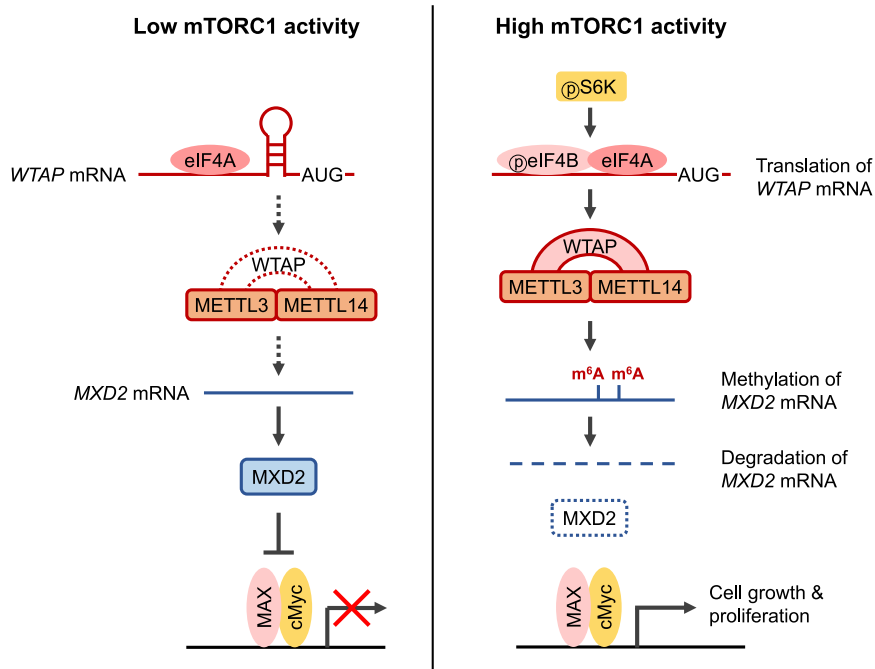 Low mTORC1 activity
eIF4A
WTAP mRNA
AUG
WTAP
METTL3
METTL14
MXD2 mRNA
MXD2
MAX
cMyc
High mTORC1 activity
pS6K
peIF4B
eIF4A
AUG
Translation of
WTAP mRNA
WTAP
METTL3
METTL14
m⁶A m⁶A
Methylation of
MXD2 mRNA
Degradation of
MXD2 mRNA
MXD2
MAX
cMyc
Cell growth &
proliferation